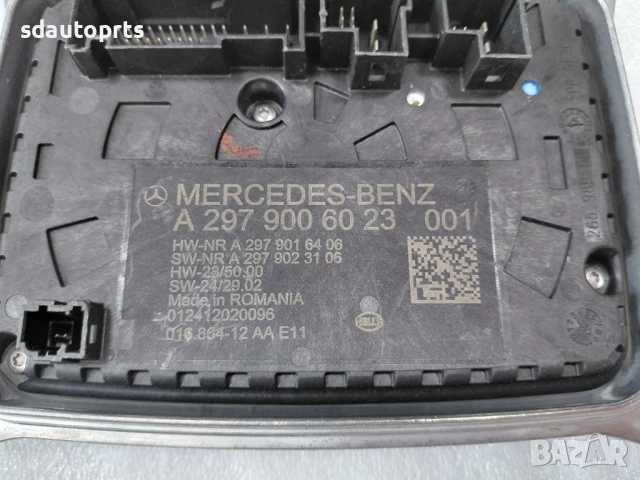 sdautoprts
MERCEDES-BENZ
A 297 900 60 23 001
HW-NR A 297 901 64 06
SW-NR A 297 902 31 06
HW-23/50.00
SW-24/29.02
Made in ROMANIA
012412020096
016.864-12 AA E11
HELLA
BAZAR